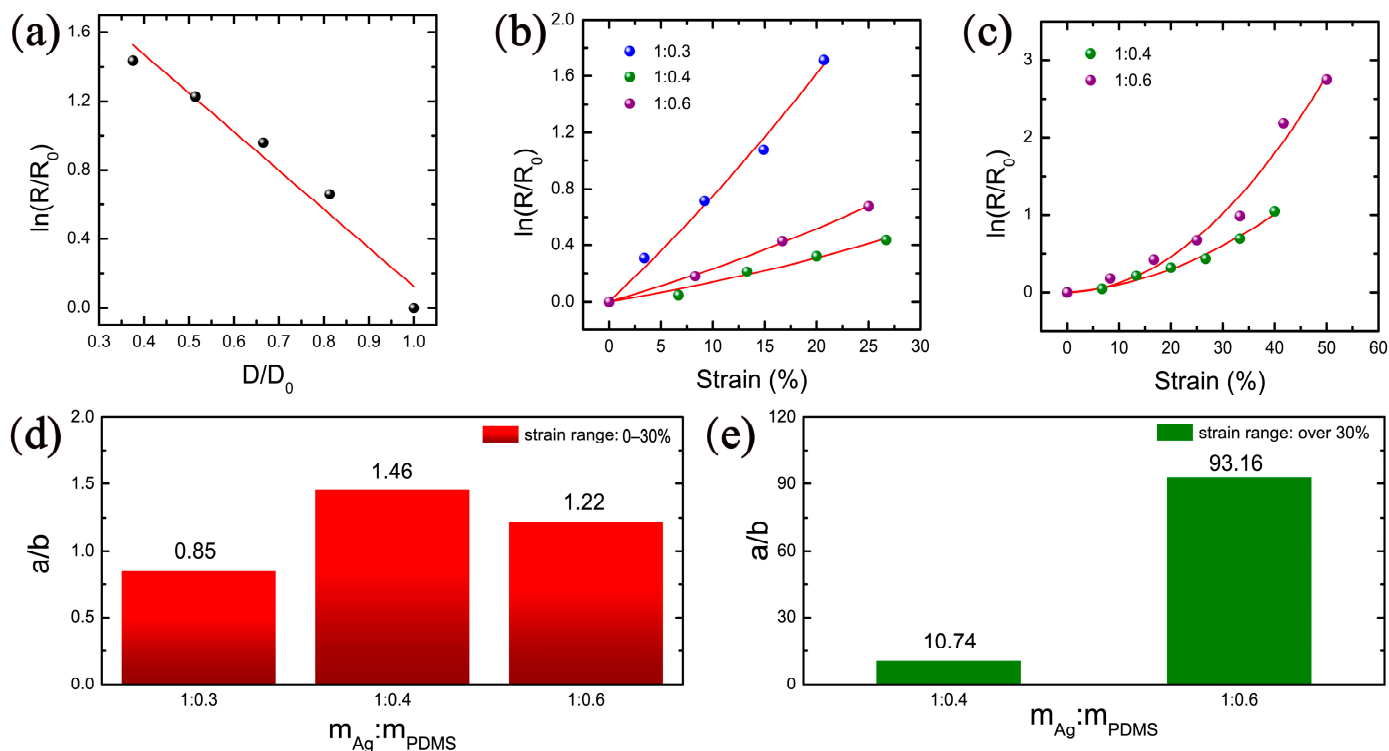 (a)
1.6
1.2
0.8
0.4
0.0
ln(R/R0)
0.3 0.4 0.5 0.6 0.7 0.8 0.9 1.0
D/D0
(b)
2.0
1.6
1.2
0.8
0.4
0.0
ln(R/R0)
1:0.3
1:0.4
1:0.6
0 5 10 15 20 25 30
Strain (%)
(c)
3
2
1
0
ln(R/R0)
1:0.4
1:0.6
0 10 20 30 40 50 60
Strain (%)
(d)
2.0
1.5
1.0
0.5
0.0
a/b
strain range: 0–30%
0.85
1.46
1.22
1:0.3 1:0.4 1:0.6
mAg:mPDMS
(e)
120
90
60
30
0
a/b
strain range: over 30%
10.74
93.16
1:0.4 1:0.6
mAg:mPDMS